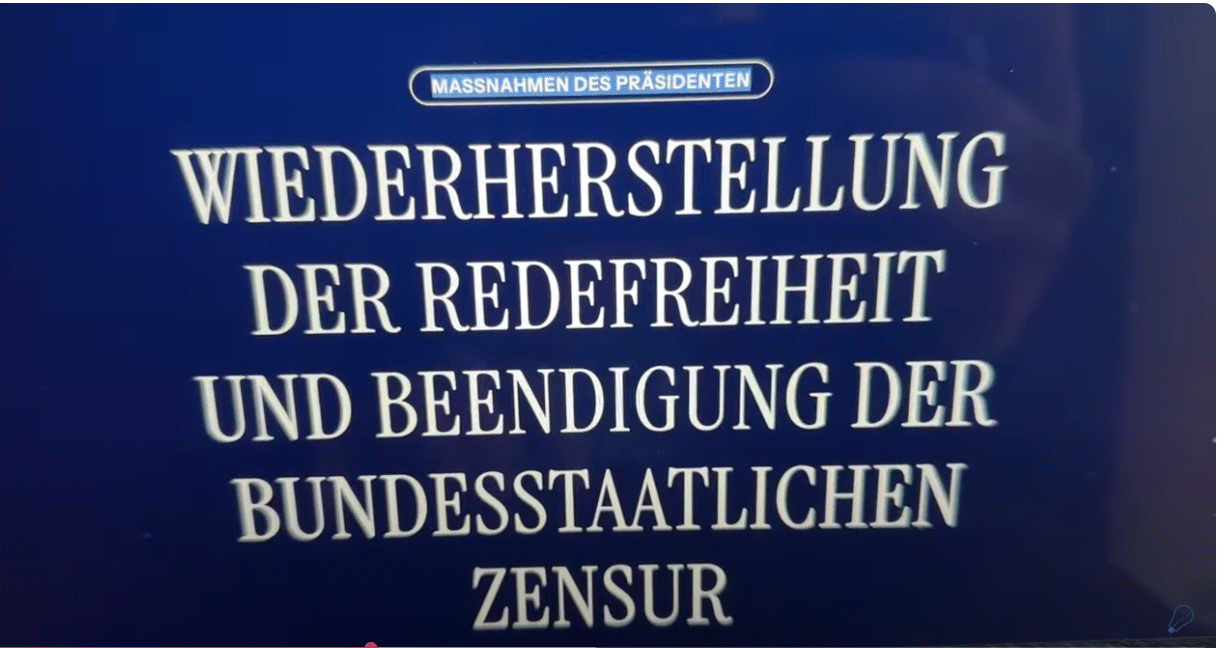 MASSNAHMEN DES PRÄSIDENTEN
WIEDERHERSTELLUNG
DER REDEFREIHEIT
UND BEENDIGUNG DER
BUNDESSTAATLICHEN
ZENSUR